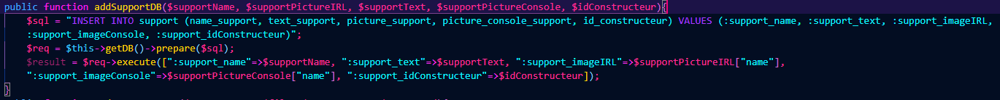 public function addSupportDB($supportName, $supportPictureIRL, $supportText, $supportPictureConsole, $idConstructeur){
$sql = "INSERT INTO support (name_support, text_support, picture_support, picture_console_support, id_constructeur) VALUES (:support_name, :support_text, :support_imageIRL,
:support_imageConsole, :support_idConstructeur)";
$req = $this->getDB()->prepare($sql);
$result = $req->execute([":support_name"=>$supportName, ":support_text"=>$supportText, ":support_imageIRL"=>$supportPictureIRL["name"],
":support_imageConsole"=>$supportPictureConsole["name"], ":support_idConstructeur"=>$idConstructeur]);
}